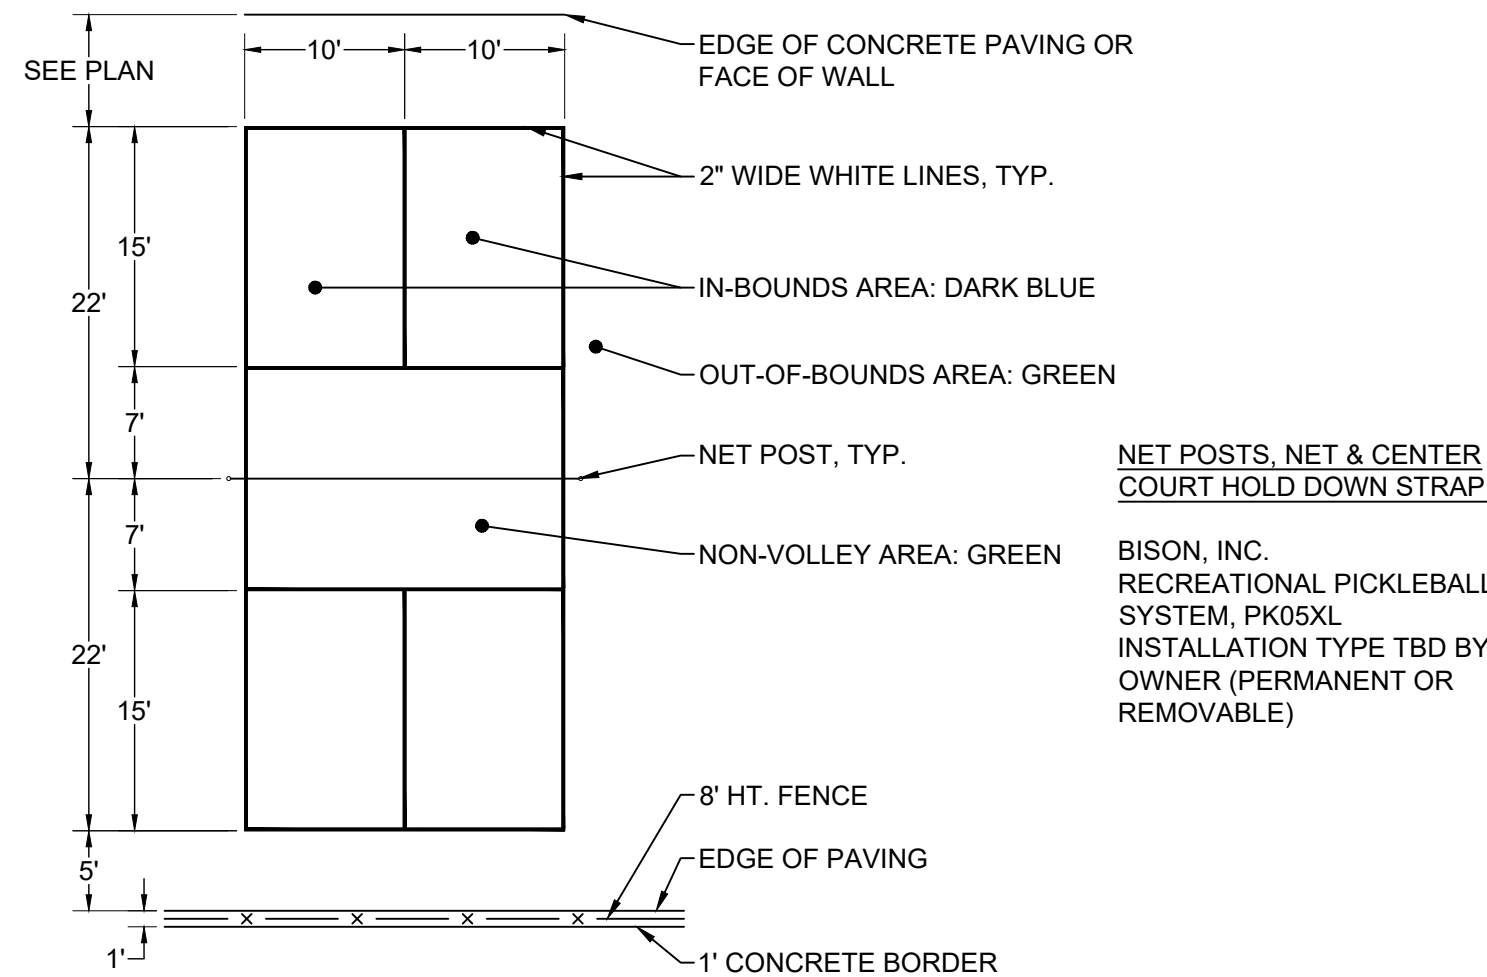 10'
10'
SEE PLAN
EDGE OF CONCRETE PAVING OR
FACE OF WALL
2" WIDE WHITE LINES, TYP.
15'
22'
IN-BOUNDS AREA: DARK BLUE
OUT-OF-BOUNDS AREA: GREEN
7'
NET POST, TYP.
7'
NON-VOLLEY AREA: GREEN
22'
15'
NET POSTS, NET & CENTER
COURT HOLD DOWN STRAP
BISON, INC.
RECREATIONAL PICKLEBALL
SYSTEM, PK05XL
INSTALLATION TYPE TBD BY
OWNER (PERMANENT OR
REMOVABLE)
8' HT. FENCE
5'
EDGE OF PAVING
1'
1' CONCRETE BORDER